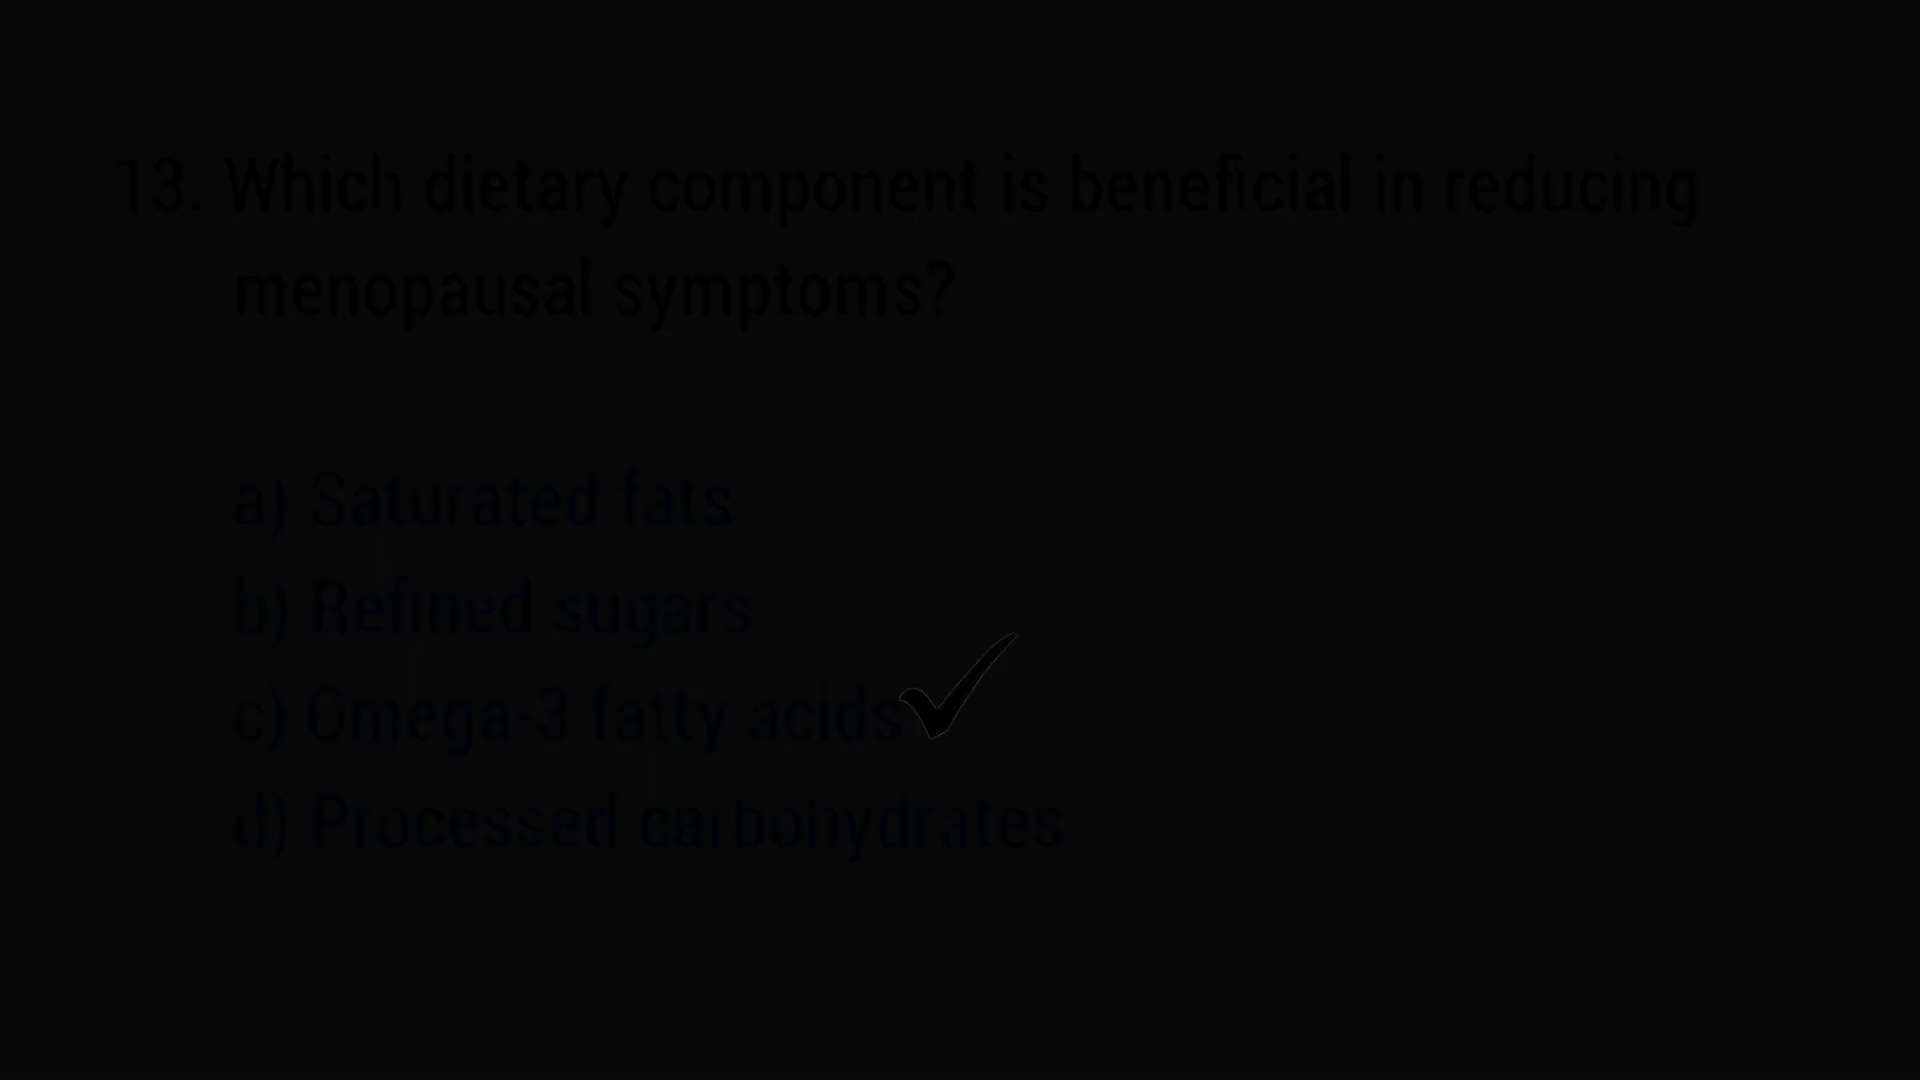 13. Which dietary component is beneficial in reducing
menopausal symptoms?
a) Saturated fats
b) Refined sugars
c) Omega-3 fatty acids
d) Processed carbohydrates